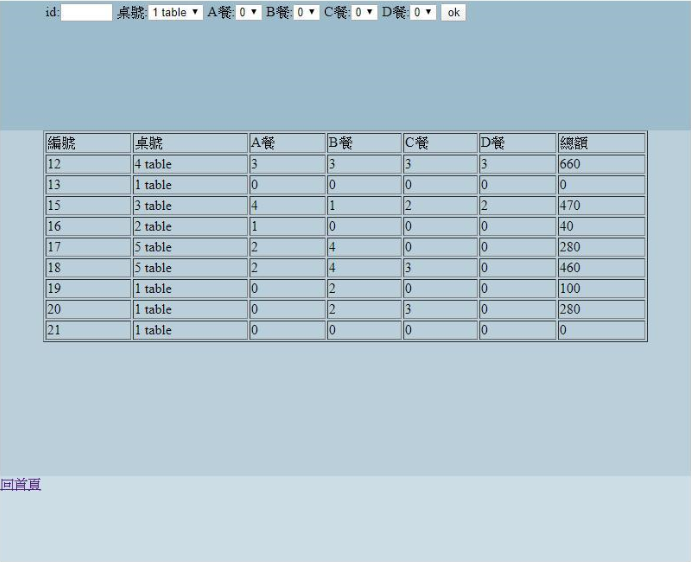 id: 桌號: 1 table A餐: 0 B餐: 0 C餐: 0 D餐: 0 ok
編號 桌號 A餐 B餐 C餐 D餐 總額
12 4 table 3 3 3 3 660
13 1 table 0 0 0 0 0
15 3 table 4 1 2 2 470
16 2 table 1 0 0 0 40
17 5 table 2 4 0 0 280
18 5 table 2 4 3 0 460
19 1 table 0 2 0 0 100
20 1 table 0 2 3 0 280
21 1 table 0 0 0 0 0
回首頁